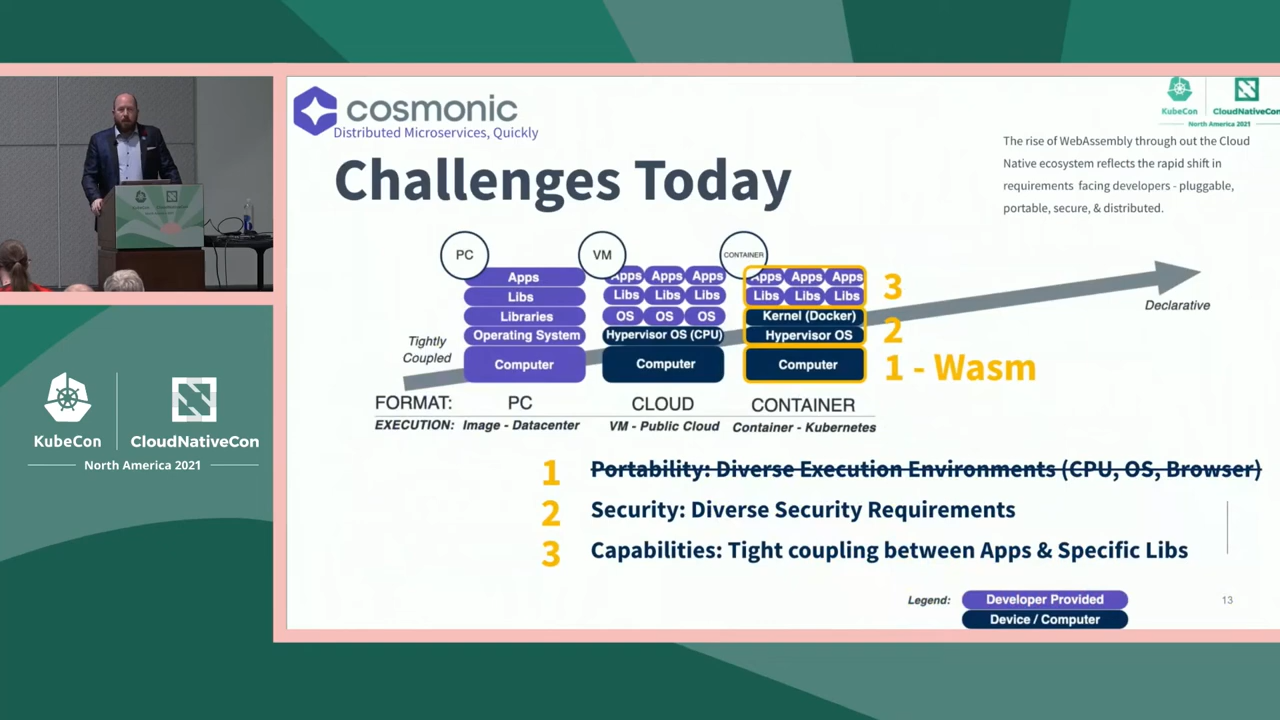 cosmonic
Distributed Microservices, Quickly
KubeCon
CloudNativeCon
North America 2021
Challenges Today
The rise of WebAssembly through out the Cloud
Native ecosystem reflects the rapid shift in
requirements facing developers - pluggable,
portable, secure, & distributed.
PC
VM
CONTAINER
Apps
Libs
Libraries
Operating System
Computer
Apps Apps Apps
Libs Libs Libs
OS OS OS
Hypervisor OS (CPU)
Computer
Apps Apps Apps
Libs Libs Libs
Kernel (Docker)
Hypervisor OS
Computer
3
2
1 - Wasm
Tightly
Coupled
Declarative
FORMAT: PC CLOUD CONTAINER
EXECUTION: Image - Datacenter VM - Public Cloud Container - Kubernetes
1 Portability: Diverse Execution Environments (CPU, OS, Browser)
2 Security: Diverse Security Requirements
3 Capabilities: Tight coupling between Apps & Specific Libs
Legend: Developer Provided
Device / Computer
13
KubeCon
CloudNativeCon
North America 2021